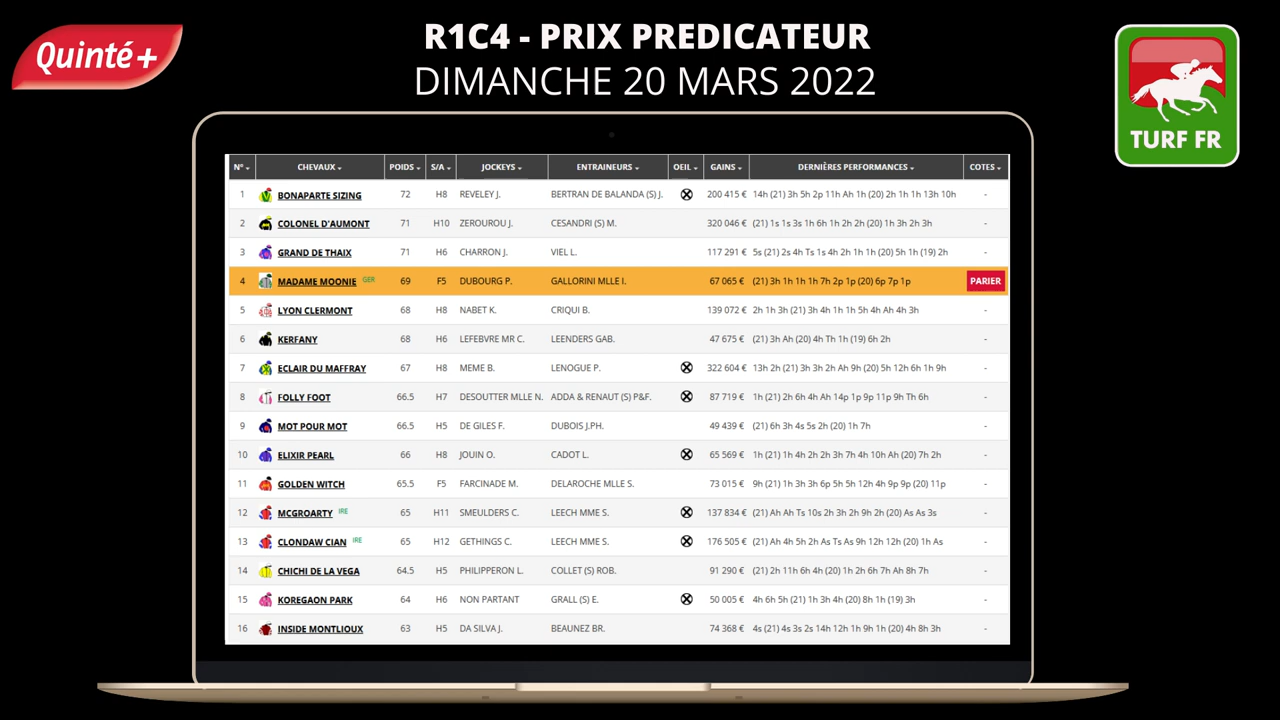 Quinté+
R1C4 - PRIX PREDICATEUR
DIMANCHE 20 MARS 2022
TURF FR
N° CHEVAUX POIDS S/A JOCKEYS ENTRAINEURS OEIL GAINS DERNIÈRES PERFORMANCES COTES
1 BONAPARTE SIZING 72 H8 REVELEY J. BERTRAN DE BALANDA (S) J. 200 415 € 14h (21) 3h 5h 2p 11h Ah 1h (20) 2h 1h 1h 13h 10h -
2 COLONEL D'AUMONT 71 H10 ZEROUROU J. CESANDRI (S) M. 320 046 € (21) 1s 1s 3s 1h 6h 1h 2h 2h (20) 1h 3h 2h 3h -
3 GRAND DE THAIX 71 H6 CHARRON J. VIEL L. 117 291 € 5s (21) 2s 4h Ts 1s 4h 2h 1h 1h (20) 5h 1h (19) 2h -
4 MADAME MOONIE GER 69 F5 DUBOURG P. GALLORINI MLLE I. 67 065 € (21) 3h 1h 1h 1h 7h 2p 1p (20) 6p 7p 1p PARIER
5 LYON CLERMONT 68 H8 NABET K. CRIQUI B. 139 072 € 2h 1h 3h (21) 3h 4h 1h 1h 5h 4h Ah 4h 3h -
6 KERFANY 68 H6 LEFEBVRE MR C. LEENDERS GAB. 47 675 € (21) 3h Ah (20) 4h Th 1h (19) 6h 2h -
7 ECLAIR DU MAFFRAY 67 H8 MEME B. LENOGUE P. 322 604 € 13h 2h (21) 3h 3h 2h Ah 9h (20) 5h 12h 6h 1h 9h -
8 FOLLY FOOT 66.5 H7 DESOUTTER MLLE N. ADDA & RENAUT (S) P&F. 87 719 € 1h (21) 2h 6h 4h Ah 14p 1p 9p 11p 9h Th 6h -
9 MOT POUR MOT 66.5 H5 DE GILES F. DUBOIS J.PH. 49 439 € (21) 6h 3h 4s 5s 2h (20) 1h 7h -
10 ELIXIR PEARL 66 H8 JOUIN O. CADOT L. 65 569 € 1h (21) 1h 4h 2h 2h 3h 7h 4h 10h Ah (20) 7h 2h -
11 GOLDEN WITCH 65.5 F5 FARCINADE M. DELAROCHE MLLE S. 73 015 € 9h (21) 1h 3h 3h 6p 5h 5h 12h 4h 9p 9p (20) 11p -
12 MCGROARTY IRE 65 H11 SMEULDERS C. LEECH MME S. 137 834 € (21) Ah Ah Ts 10s 2h 3h 2h 9h 2h (20) As As 3s -
13 CLONDAW CIAN IRE 65 H12 GETHINGS C. LEECH MME S. 176 505 € (21) Ah 4h 5h 2h As Ts As 9h 12h 12h (20) 1h As -
14 CHICHI DE LA VEGA 64.5 H5 PHILIPPERON L. COLLET (S) ROB. 91 290 € (21) 2h 11h 6h 4h (20) 1h 2h 6h 7h Ah 8h 7h -
15 KOREGAON PARK 64 H6 NON PARTANT GRALL (S) E. 50 005 € 4h 6h 5h (21) 1h 3h 4h (20) 8h 1h (19) 3h -
16 INSIDE MONTLIOUX 63 H5 DA SILVA J. BEAUNEZ BR. 74 368 € 4s (21) 4s 3s 2s 14h 12h 1h 9h 1h (20) 4h 8h 3h -